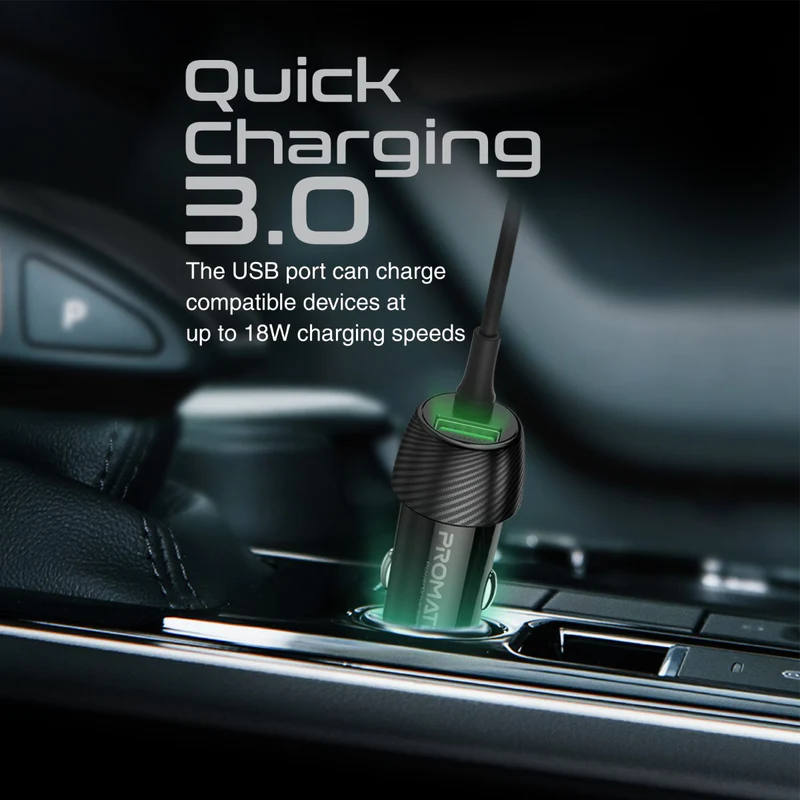 Quick
Charging
3.0
The USB port can charge
compatible devices at
up to 18W charging speeds
P
PROMATE